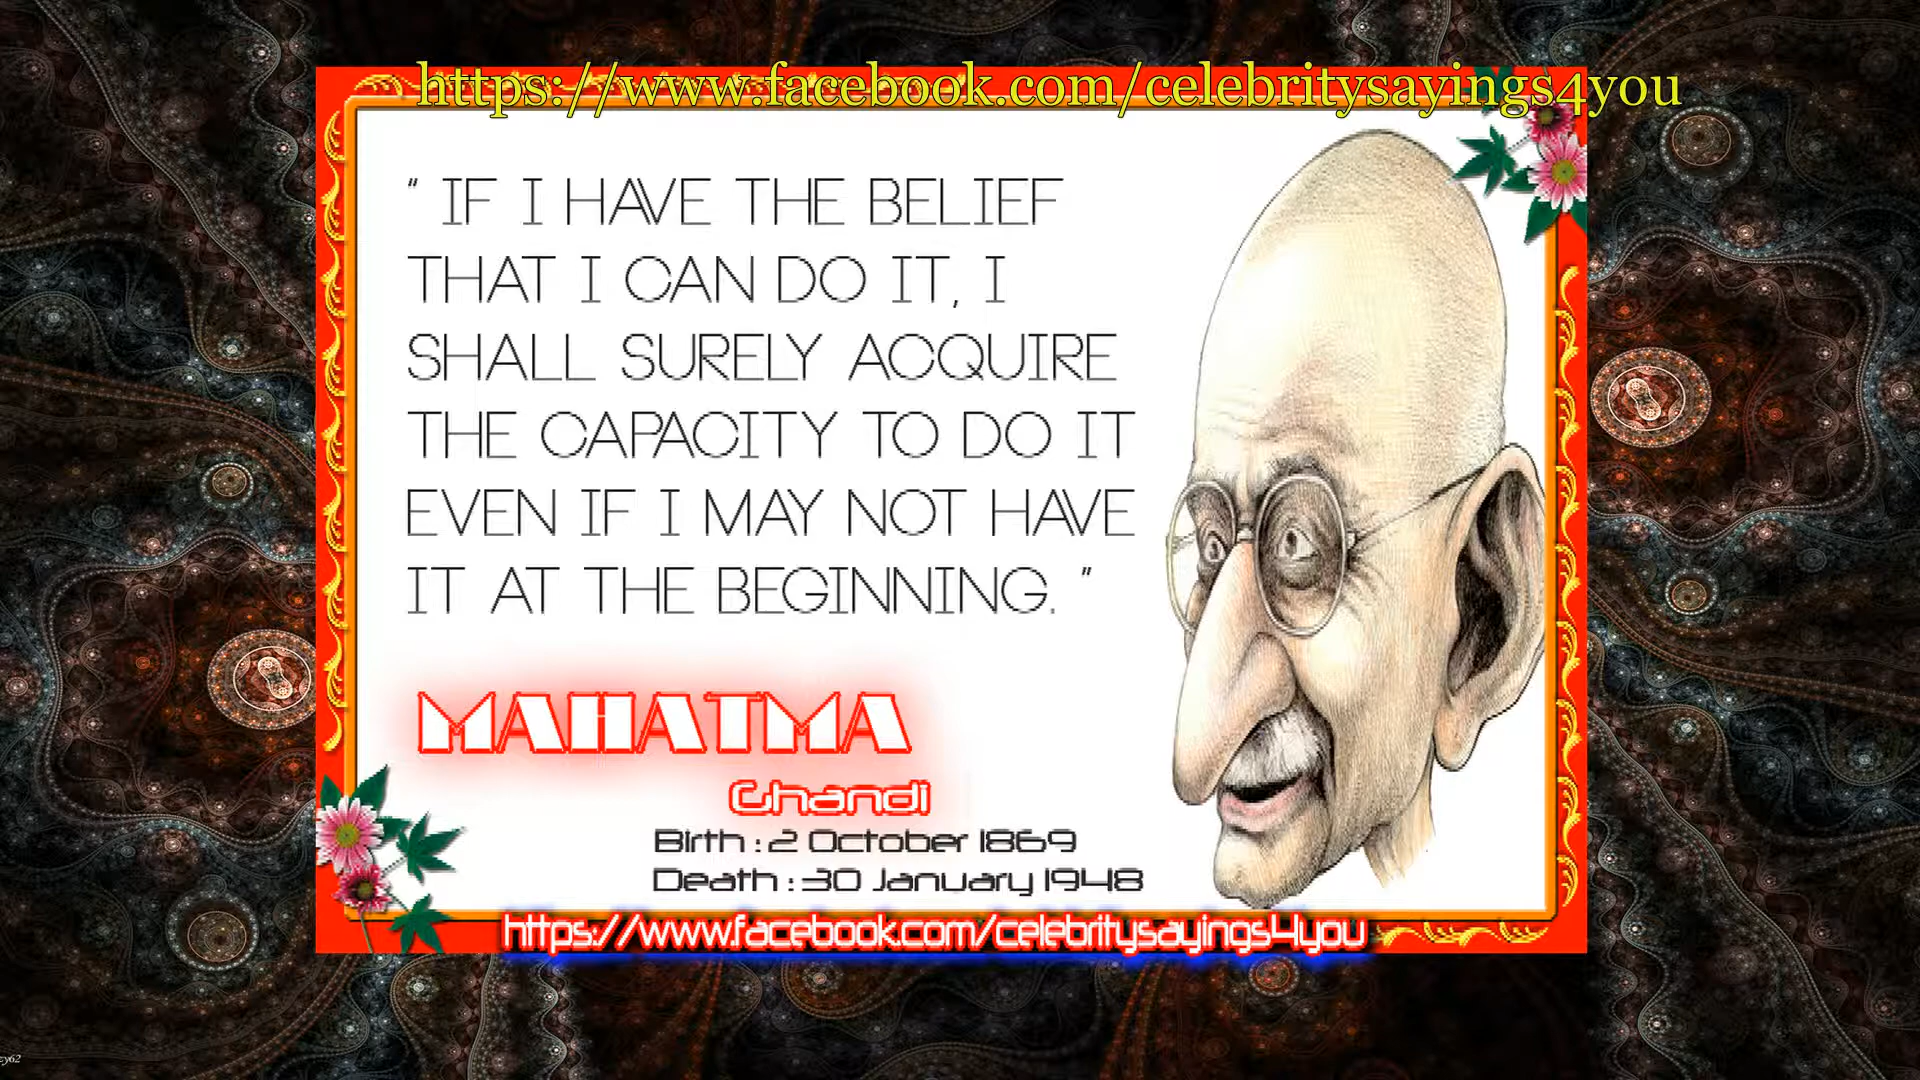 https://www.facebook.com/celebritysayings4you
" IF I HAVE THE BELIEF
THAT I CAN DO IT, I
SHALL SURELY ACQUIRE
THE CAPACITY TO DO IT
EVEN IF I MAY NOT HAVE
IT AT THE BEGINNING. "
MAHATMA
Ghandi
Birth : 2 October 1869
Death : 30 January 1948
https://www.facebook.com/celebritysayings4you